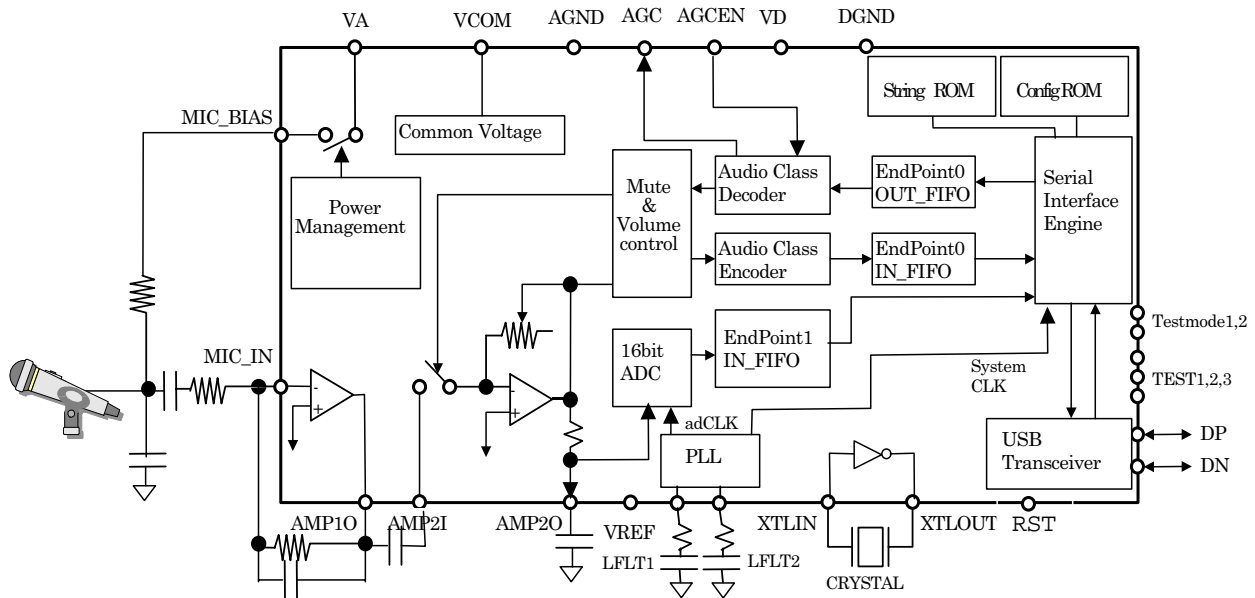 VA
VCOM
AGND
AGC
AGCEN
VD
DGND
MIC_BIAS
Common Voltage
String ROM
Config ROM
Power
Management
Mute
&
Volume
control
Audio Class
Decoder
EndPoint0
OUT_FIFO
Serial
Interface
Engine
Audio Class
Encoder
EndPoint0
IN_FIFO
MIC_IN
-
+
-
+
16bit
ADC
EndPoint1
IN_FIFO
System
CLK
Testmode1,2
TEST1,2,3
adCLK
PLL
USB
Transceiver
DP
DN
AMP1O
AMP2I
AMP2O
VREF
LFLT1
LFLT2
XTLIN
XTLOUT
RST
CRYSTAL